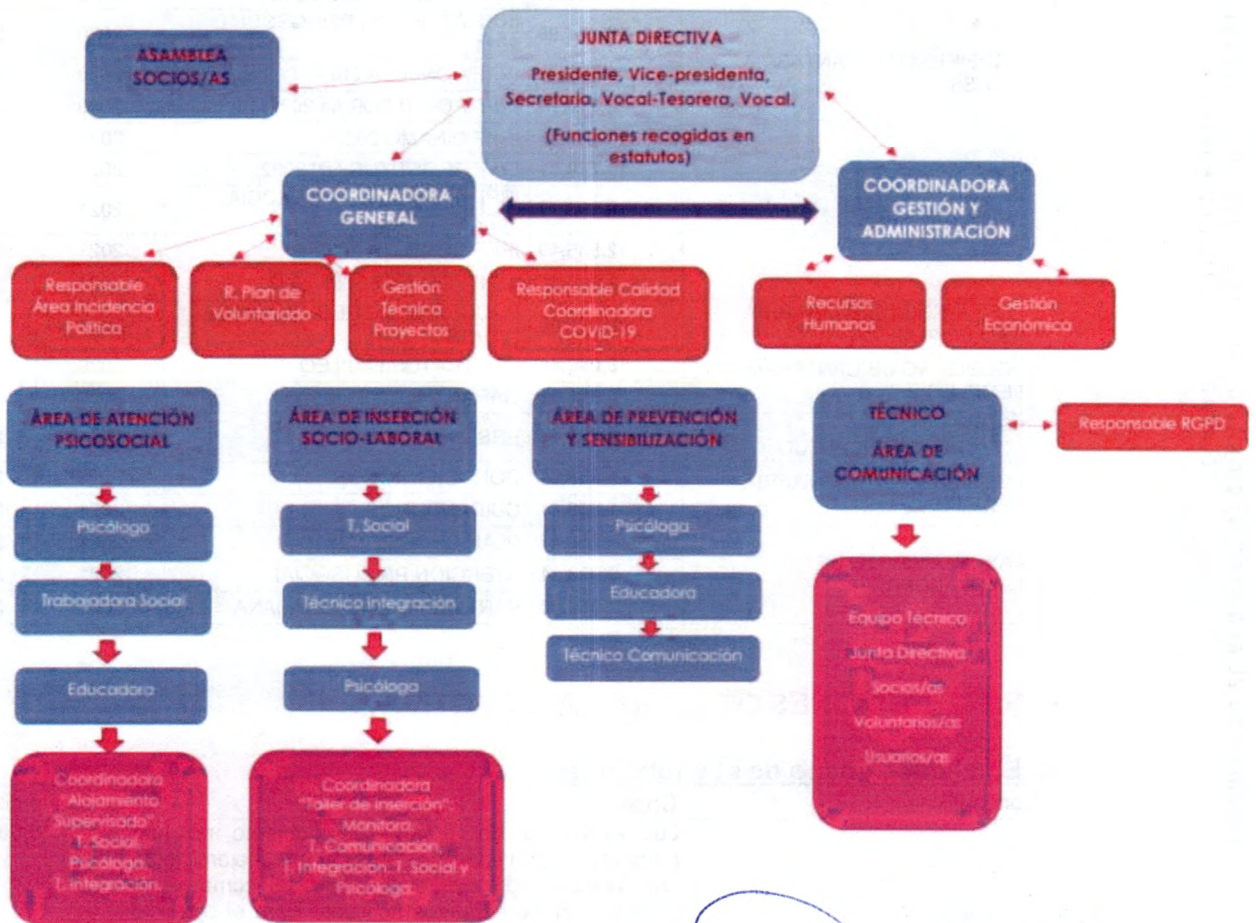 ASAMBLEA
SOCIOS/AS
JUNTA DIRECTIVA
Presidente, Vice-presidenta,
Secretaria, Vocal-Tesorera, Vocal.
(Funciones recogidas en
estatutos)
COORDINADORA
GENERAL
COORDINADORA
GESTIÓN Y
ADMINISTRACIÓN
Responsable
Área Incidencia
Política
R. Plan de
Voluntariado
Gestión
Técnica
Proyectos
Responsable Calidad
Coordinadora
COVID-19
Recursos
Humanos
Gestión
Económica
ÁREA DE ATENCIÓN
PSICOSOCIAL
ÁREA DE INSERCIÓN
SOCIO-LABORAL
ÁREA DE PREVENCIÓN
Y SENSIBILIZACIÓN
TÉCNICO
ÁREA DE
COMUNICACIÓN
Responsable RGPD
Psicóloga
Trabajadora Social
Educadora
Coordinadora
"Alojamiento
Supervisado".
T. Social,
Psicóloga,
T. Integración.
T. Social
Técnico Integración
Psicóloga
Coordinadora
"Taller de Inserción".
Monitora,
T. Comunicación,
T. Integración, T. Social y
Psicóloga.
Psicóloga
Educadora
Técnico Comunicación
Equipo Técnico
Junta Directiva
Socios/as
Voluntarios/as
Usuarios/as